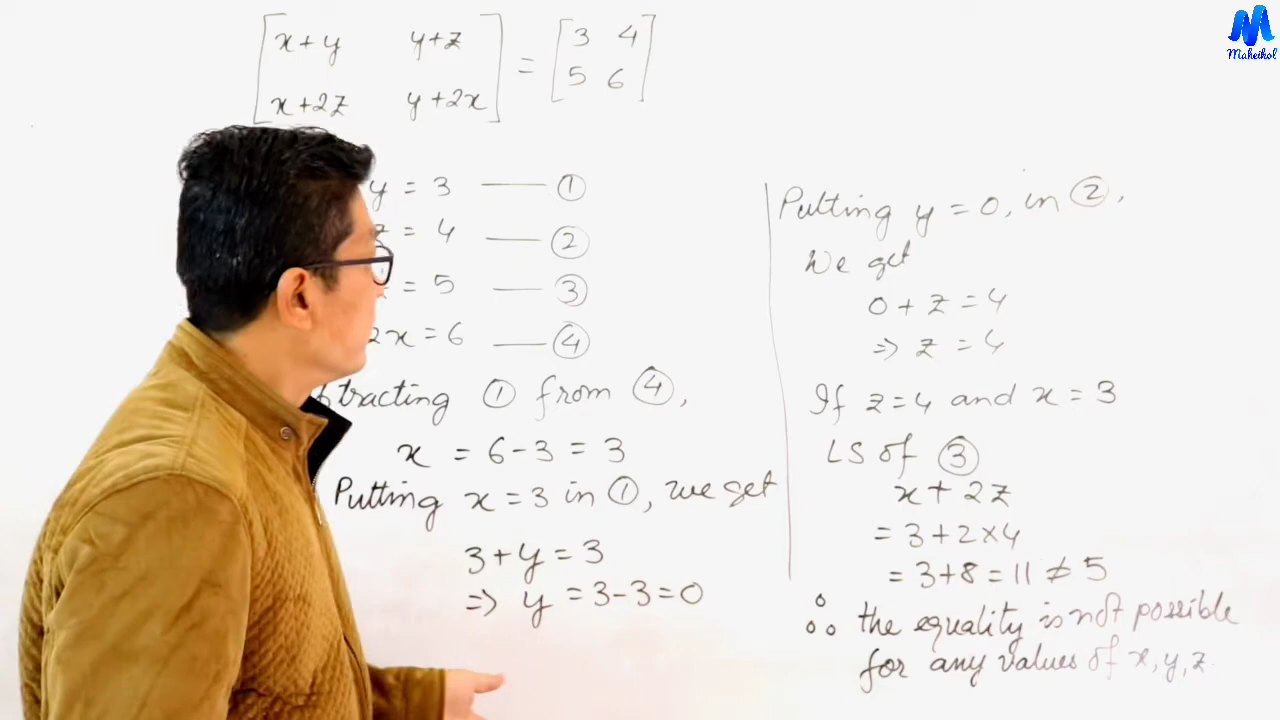 x+y y+z 3 4
=
x+2z y+2x 5 6
y = 3 —— ①
z = 4 —— ②
= 5 —— ③
2x = 6 —— ④
tracting ① from ④,
x = 6-3 = 3
Putting x = 3 in ①, we get
3+y = 3
=> y = 3-3 = 0
Putting y = 0, in ②,
We get
0 + z = 4
=> z = 4
If z = 4 and x = 3
LS of ③
x + 2z
= 3+2×4
= 3+8 = 11 ≠ 5
∴ the equality is not possible
for any values of x, y, z
Maheikol